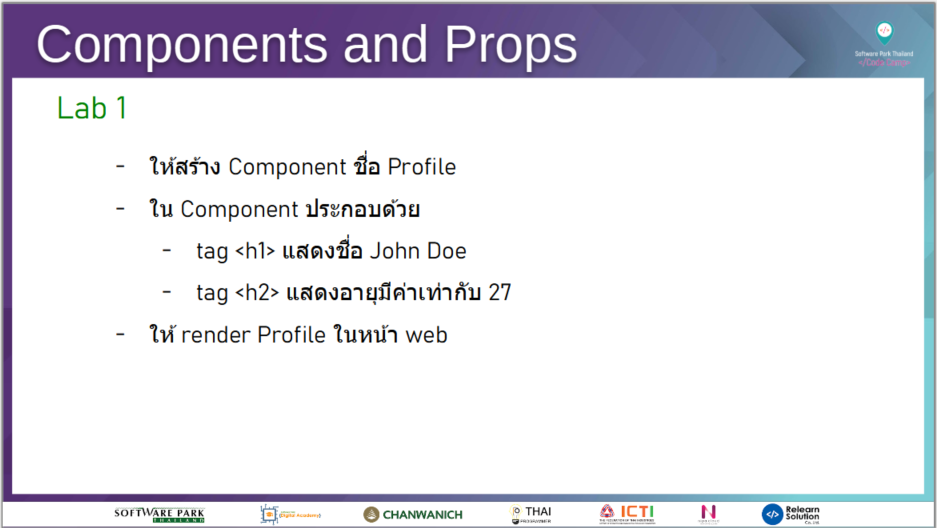 Components and Props
Software Park Thailand
Lab 1
- ให้สร้าง Component ชื่อ Profile
- ใน Component ประกอบด้วย
- tag <h1> แสดงชื่อ John Doe
- tag <h2> แสดงอายุมีค่าเท่ากับ 27
- ให้ render Profile ในหน้า web
SOFTWARE PARK
THAILAND
Digital Academy
CHANWANICH
THAI
PROGRAMMER
ICTI
N
Relearn
Solution
Co.,Ltd.